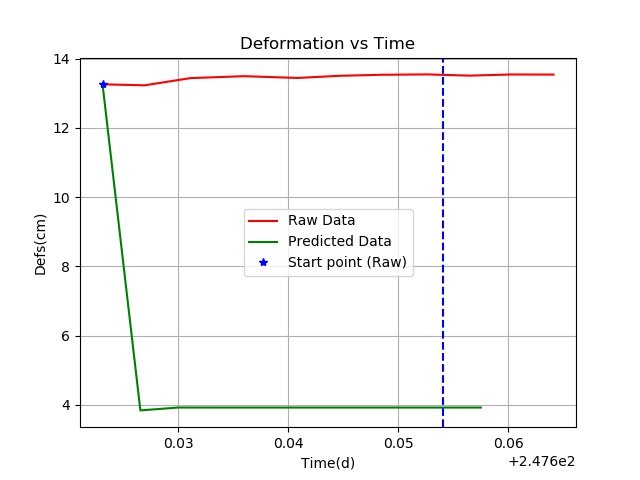 Deformation vs Time
14
12
10
8
6
4
Defs(cm)
Raw Data
Predicted Data
Start point (Raw)
0.03
0.04
0.05
0.06
Time(d)
+2.476e2